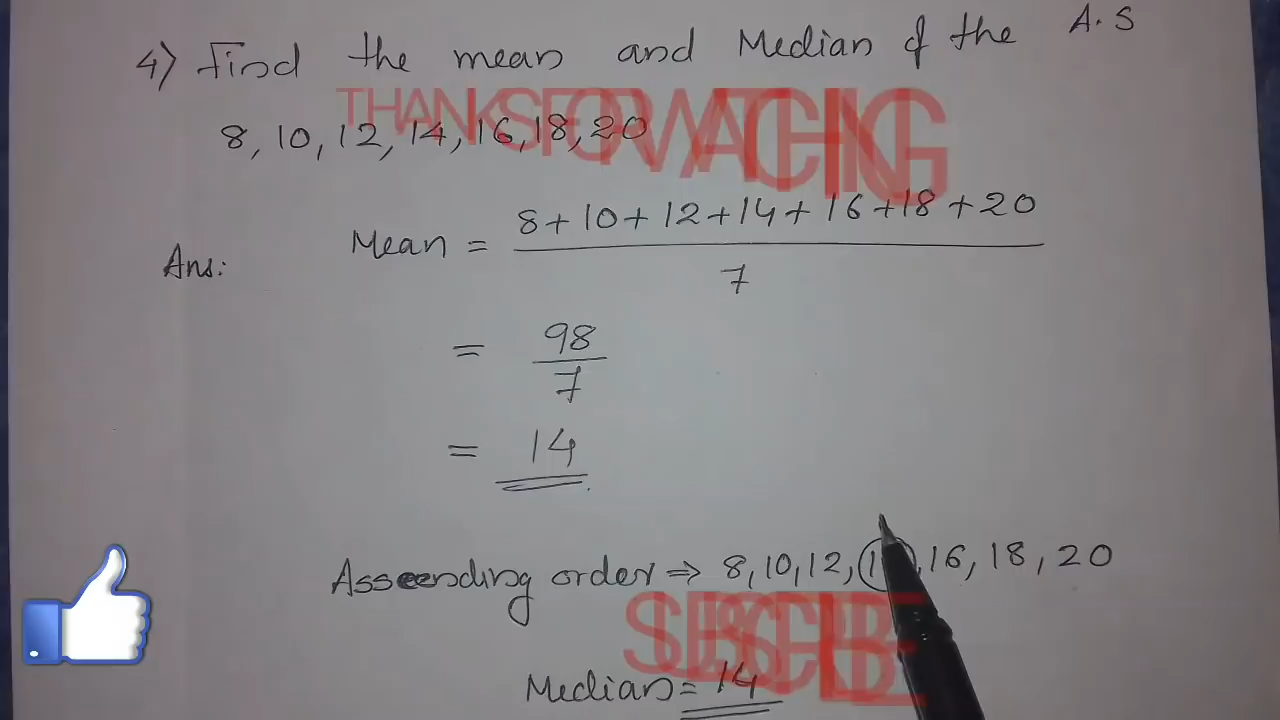 4) Find the mean and Median of the A.S
THANKS FOR WATCHING
8, 10, 12, 14, 16, 18, 20
Ans: Mean = 8+10+12+14+16+18+20
7
= 98
7
= 14
Asseending order ⇒ 8, 10, 12, 1 , 16, 18, 20
SUBSCRIBE
Median = 14